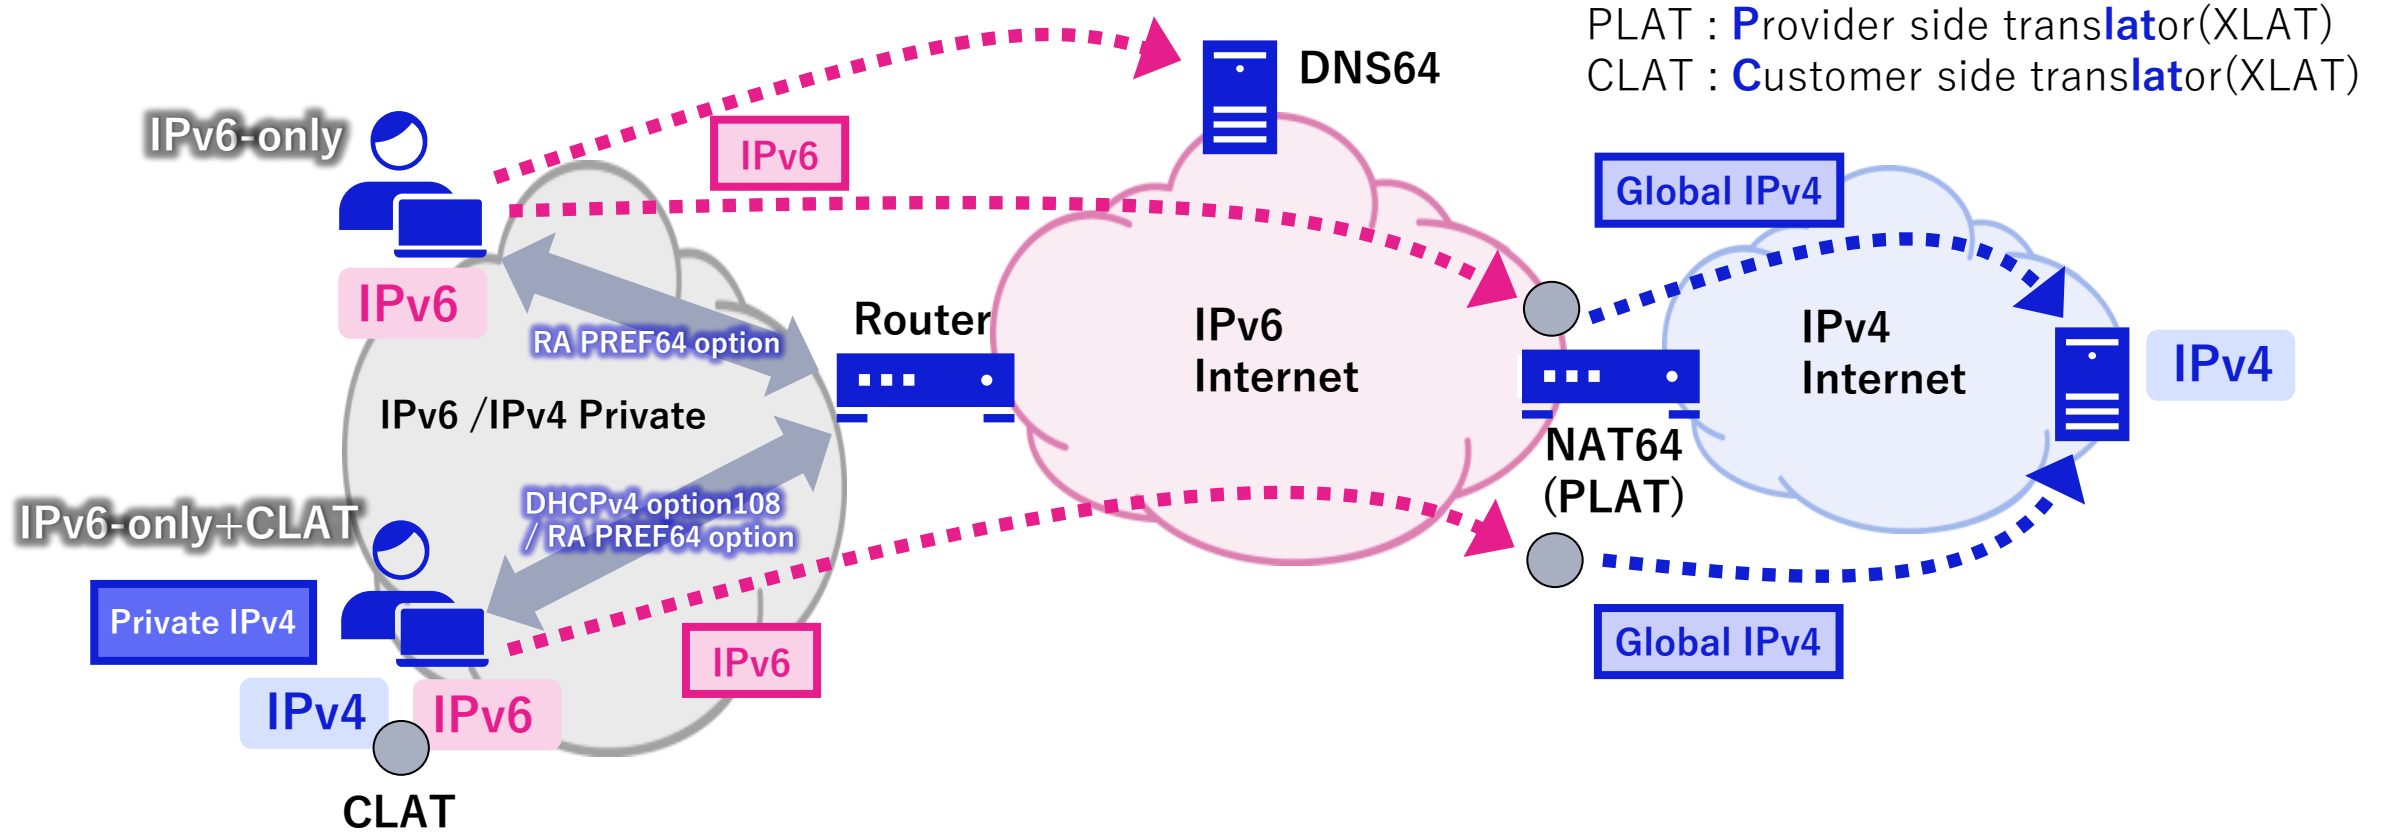 PLAT : Provider side translator(XLAT)
CLAT : Customer side translator(XLAT)
DNS64
IPv6-only
IPv6
Global IPv4
IPv6
RA PREF64 option
Router
IPv6
Internet
IPv4
Internet
IPv4
IPv6 /IPv4 Private
NAT64
(PLAT)
DHCPv4 option108
/ RA PREF64 option
IPv6-only+CLAT
Private IPv4
IPv6
Global IPv4
IPv4
IPv6
CLAT